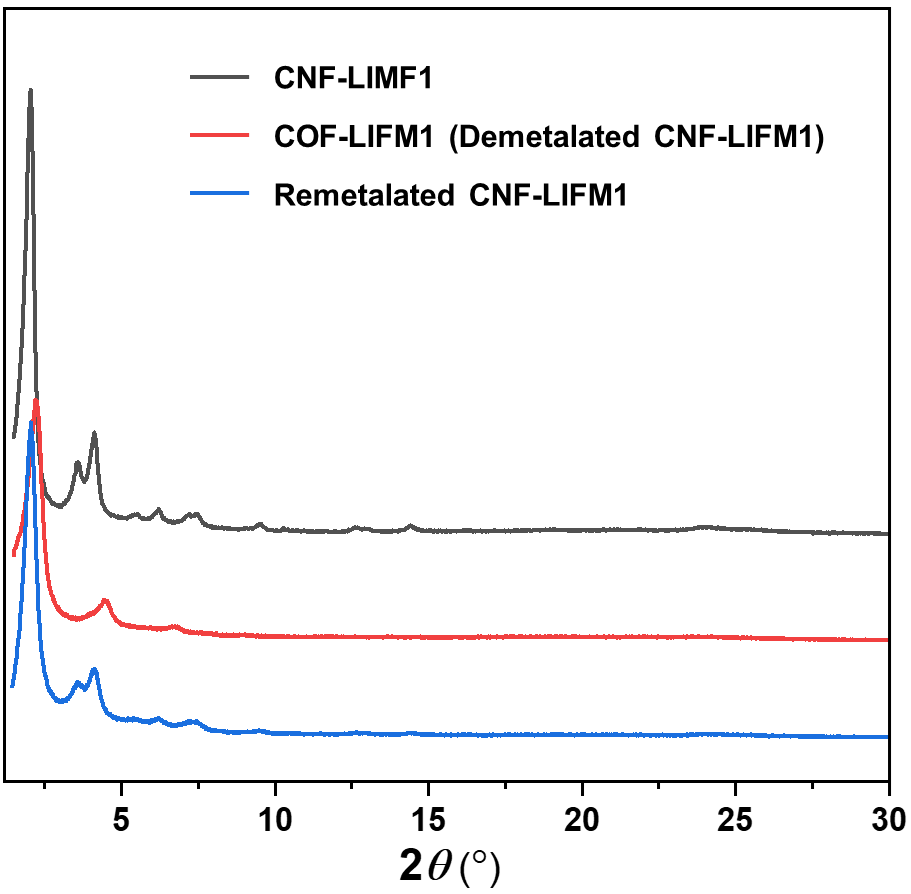 CNF-LIMF1
COF-LIFM1 (Demetalated CNF-LIFM1)
Remetalated CNF-LIFM1
5 10 15 20 25 30
2θ (°)